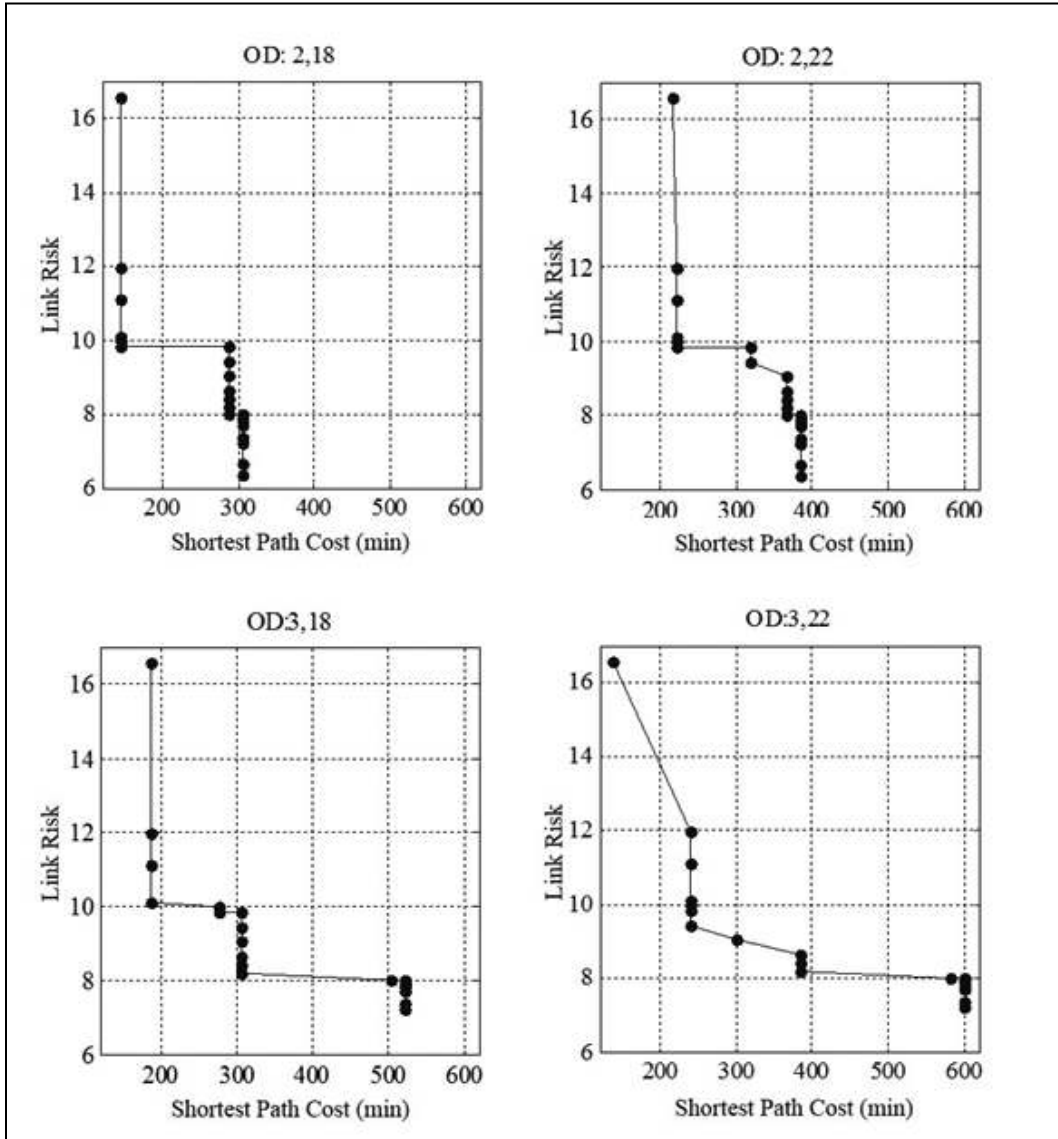 OD: 2,18
16
14
12
10
8
6
Link Risk
200 300 400 500 600
Shortest Path Cost (min)
OD: 2,22
16
14
12
10
8
6
Link Risk
200 300 400 500 600
Shortest Path Cost (min)
OD:3,18
16
14
12
10
8
6
Link Risk
200 300 400 500 600
Shortest Path Cost (min)
OD:3,22
16
14
12
10
8
6
Link Risk
200 300 400 500 600
Shortest Path Cost (min)